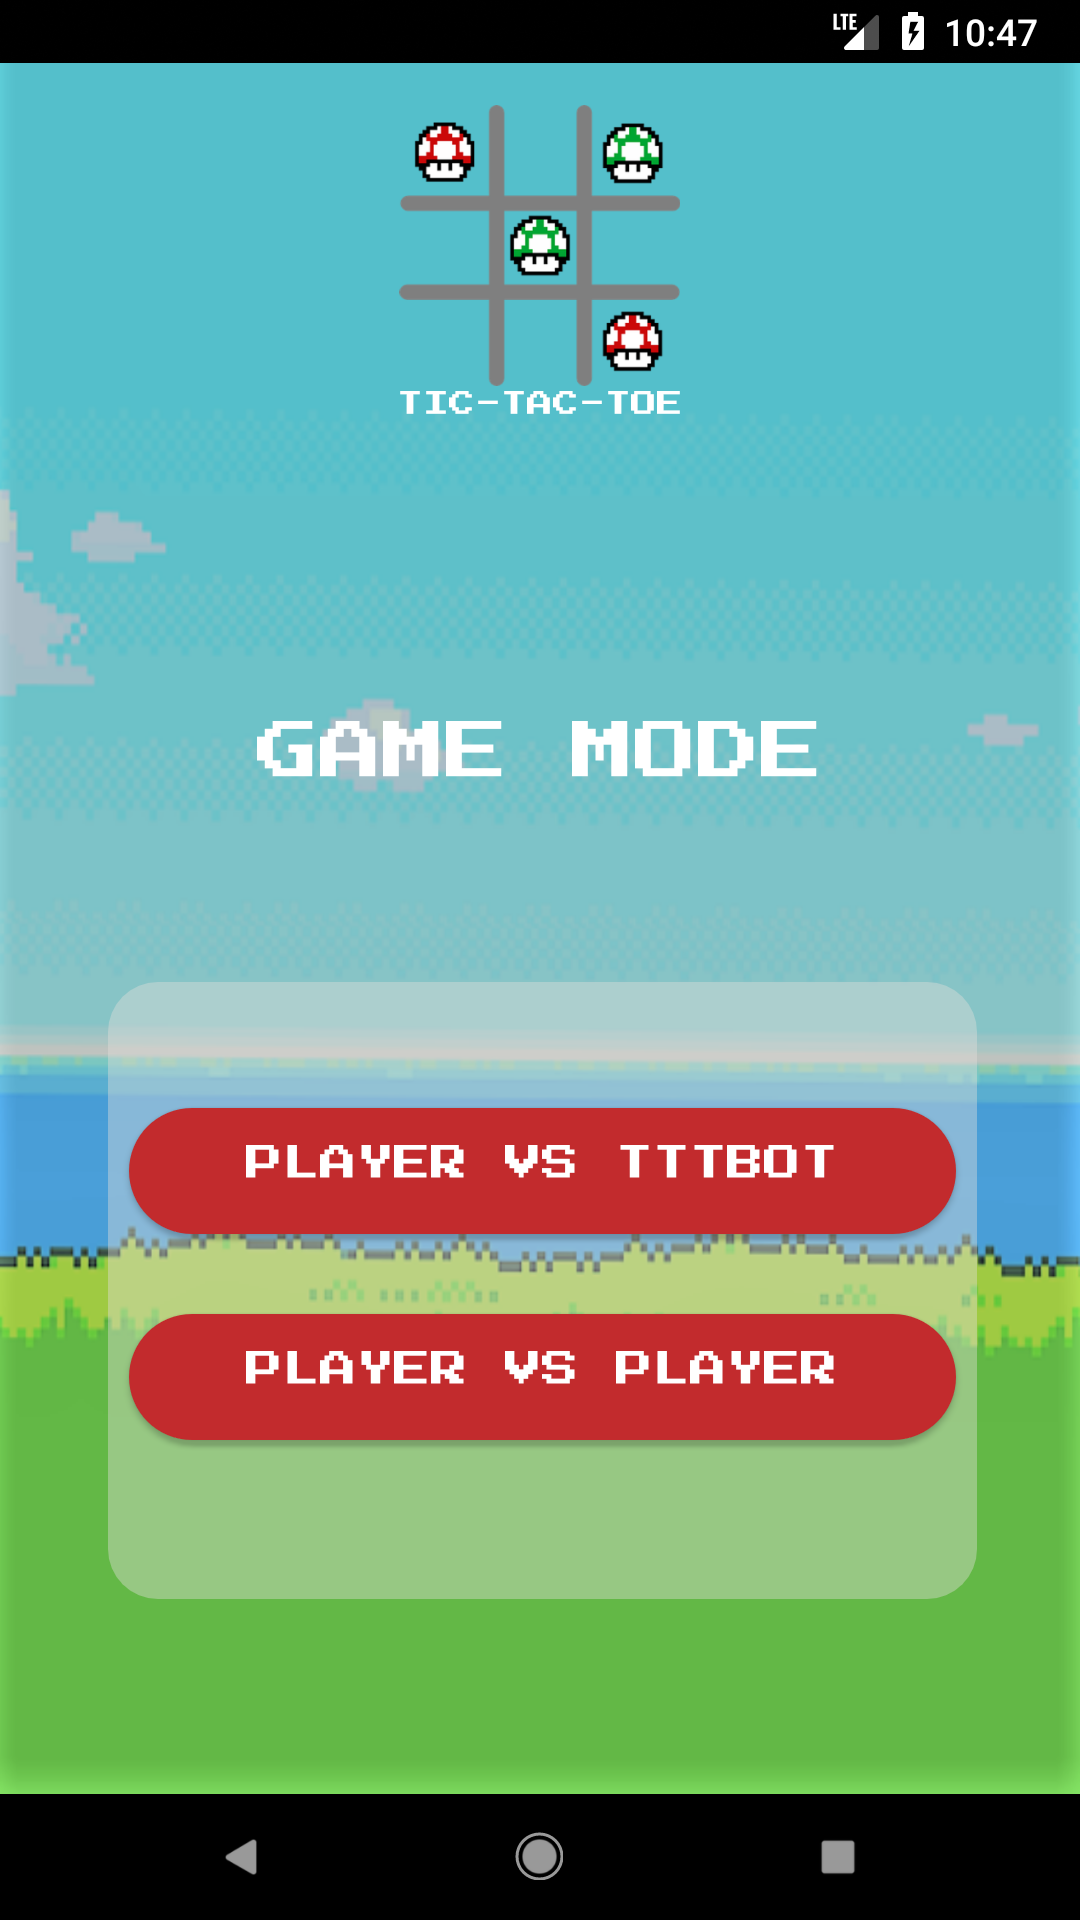 LTE 10:47
TIC-TAC-TOE
GAME MODE
PLAYER VS TTTBOT
PLAYER VS PLAYER